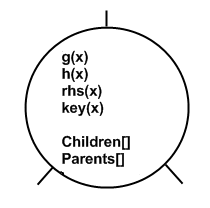 g(x)
h(x)
rhs(x)
key(x)
Children[]
Parents[]